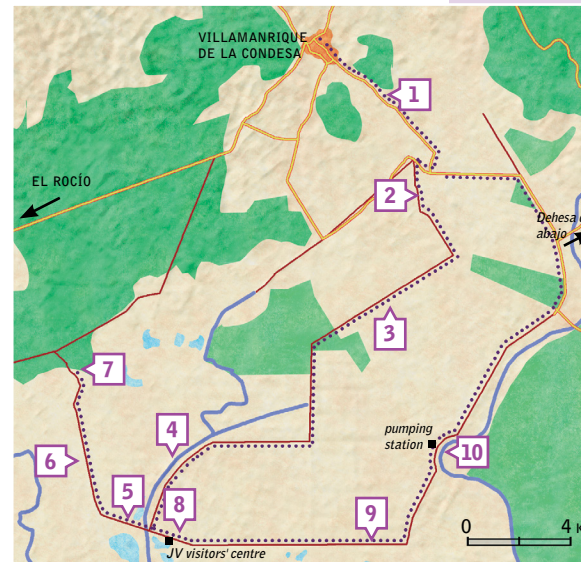 VILLAMANRIQUE
DE LA CONDESA
1
EL ROCÍO
2
Dehesa
abajo
3
7
pumping
station
4
10
6
5
8
9
0 4
JV visitors' centre